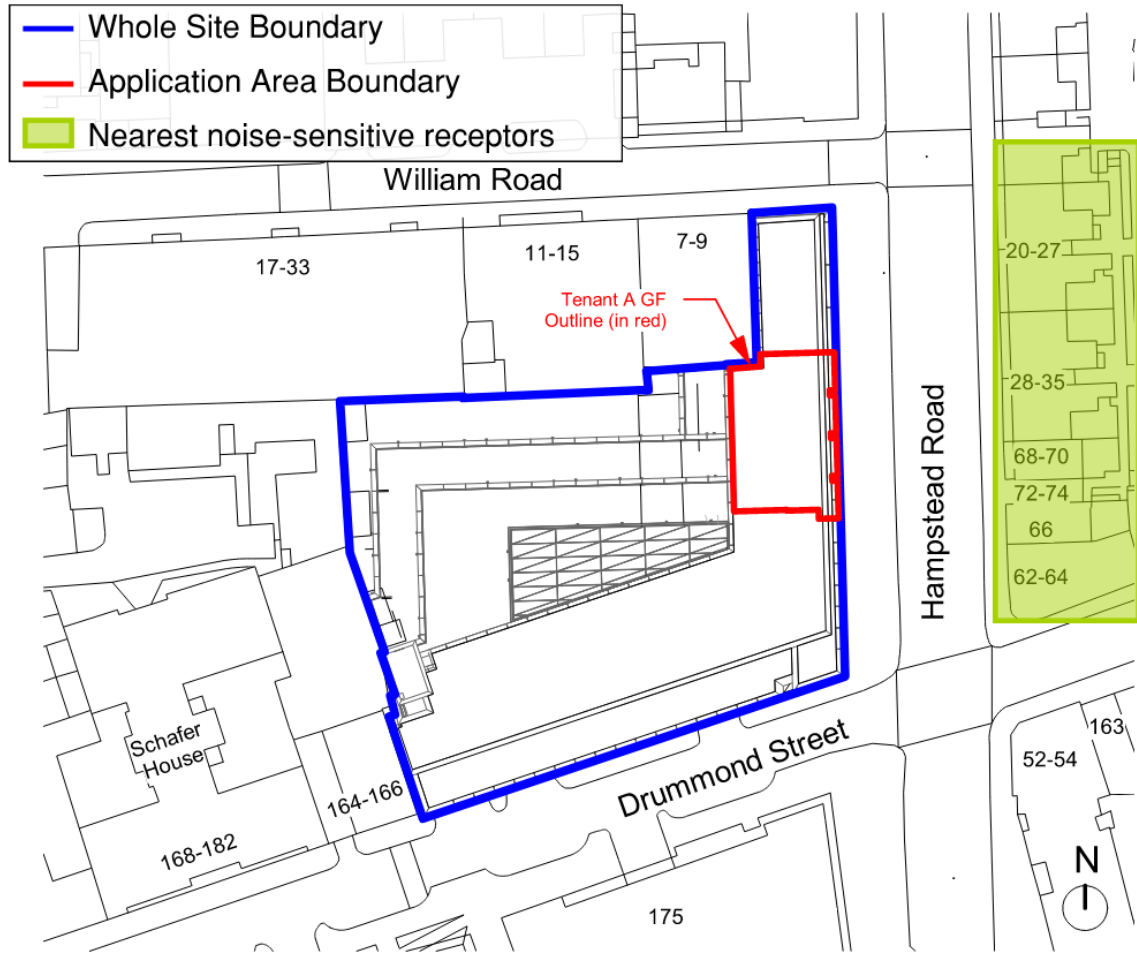 Whole Site Boundary
Application Area Boundary
Nearest noise-sensitive receptors
William Road
17-33
11-15
7-9
Tenant A GF
Outline (in red)
20-27
28-35
68-70
72-74
66
62-64
Hampstead Road
Schafer
House
164-166
168-182
Drummond Street
175
52-54
163
N